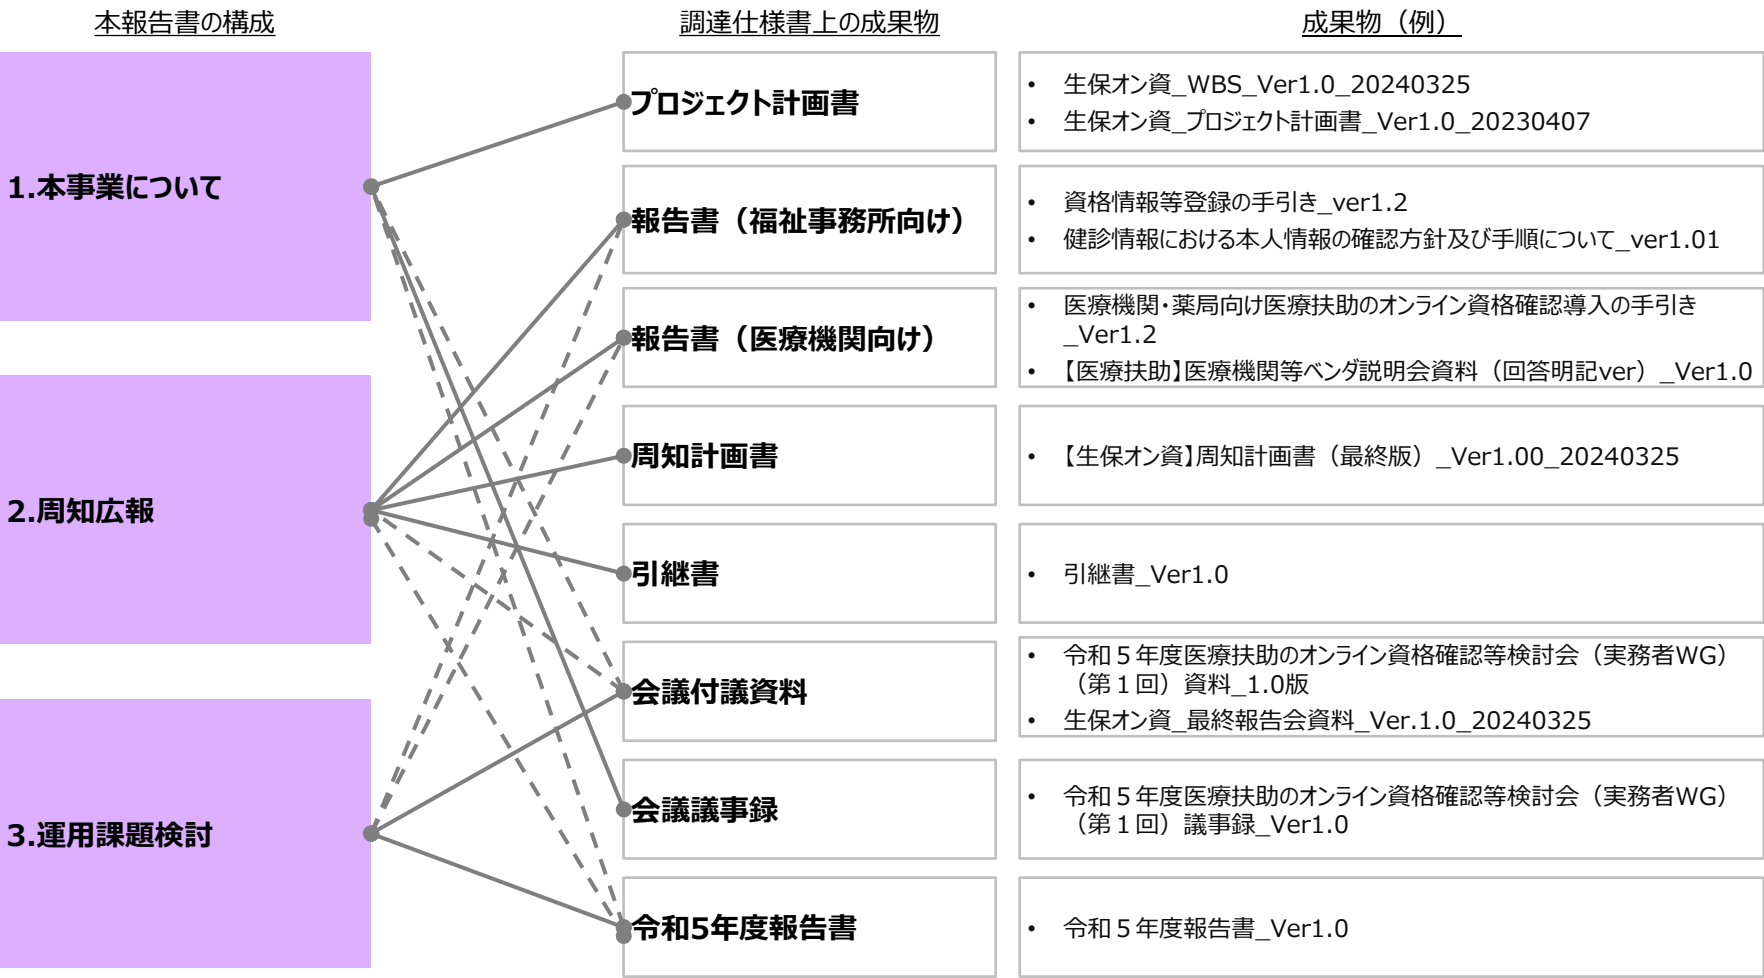 本報告書の構成
調達仕様書上の成果物
成果物（例）
1.本事業について
2.周知広報
3.運用課題検討
プロジェクト計画書
• 生保オン資_WBS_Ver1.0_20240325
• 生保オン資_プロジェクト計画書_Ver1.0_20230407
報告書（福祉事務所向け）
• 資格情報等登録の手引き_ver1.2
• 健診情報における本人情報の確認方針及び手順について_ver1.01
報告書（医療機関向け）
• 医療機関・薬局向け医療扶助のオンライン資格確認導入の手引き
_Ver1.2
• 【医療扶助】医療機関等ベンダ説明会資料（回答明記ver）_Ver1.0
周知計画書
• 【生保オン資】周知計画書（最終版）_Ver1.00_20240325
引継書
• 引継書_Ver1.0
会議付議資料
• 令和５年度医療扶助のオンライン資格確認等検討会（実務者WG）
（第１回）資料_1.0版
• 生保オン資_最終報告会資料_Ver.1.0_20240325
会議議事録
• 令和５年度医療扶助のオンライン資格確認等検討会（実務者WG）
（第１回）議事録_Ver1.0
令和5年度報告書
• 令和５年度報告書_Ver1.0